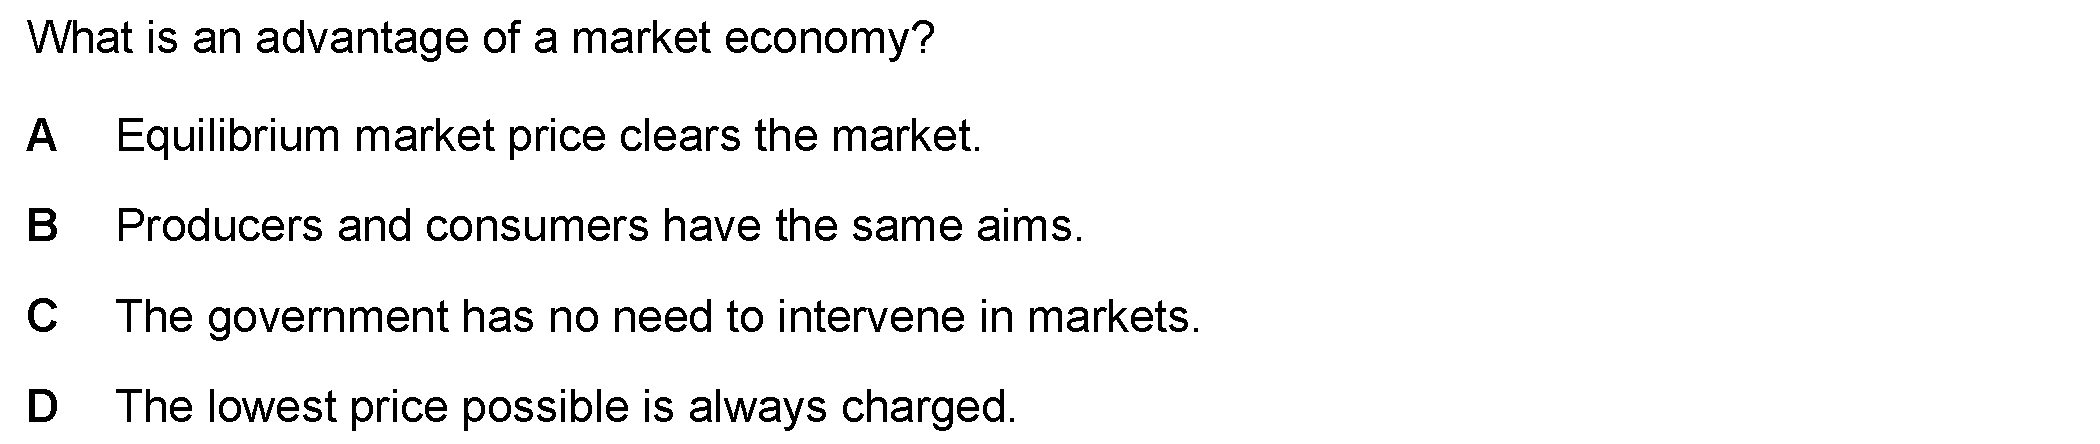 What is an advantage of a market economy?
A Equilibrium market price clears the market.
B Producers and consumers have the same aims.
C The government has no need to intervene in markets.
D The lowest price possible is always charged.